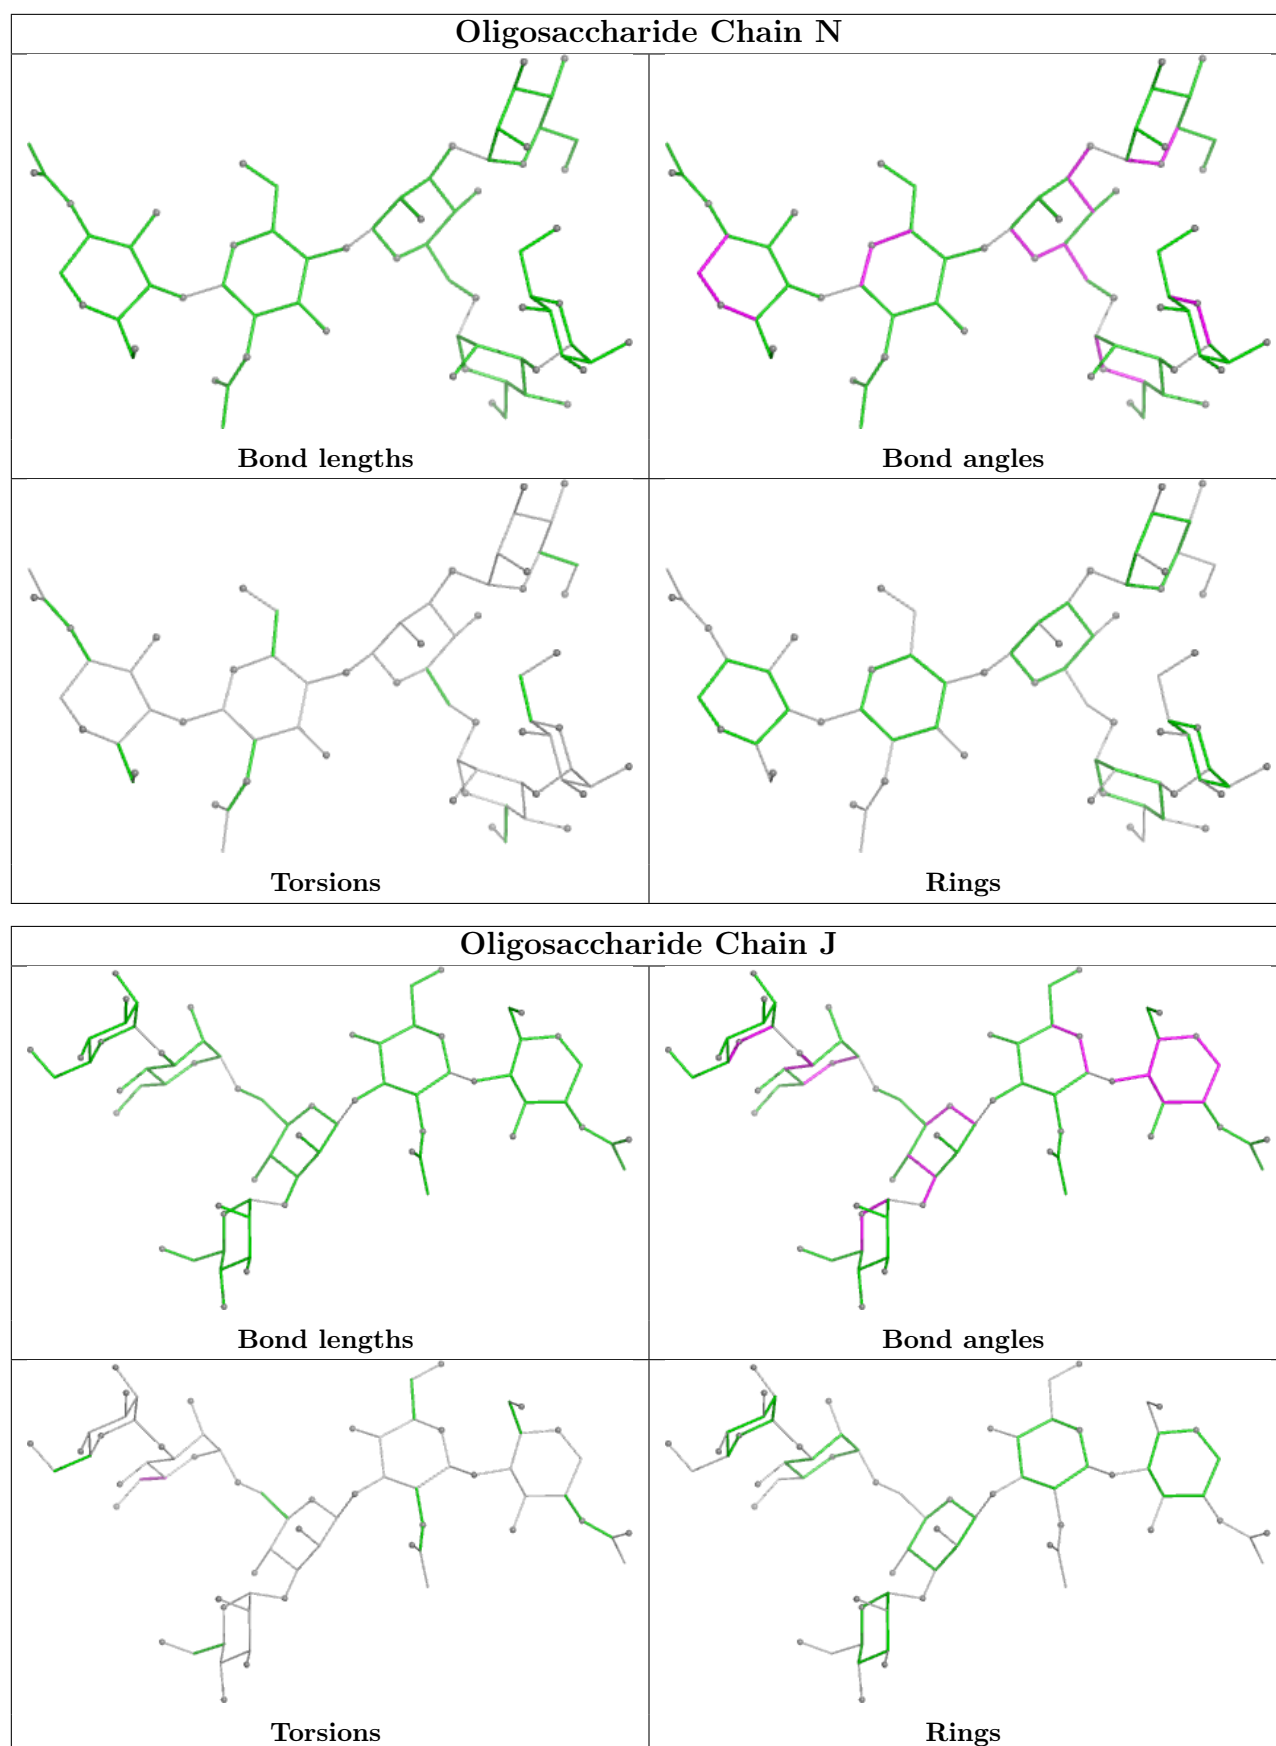 Oligosaccharide Chain N
Bond lengths
Bond angles
Torsions
Rings
Oligosaccharide Chain J
Bond lengths
Bond angles
Torsions
Rings